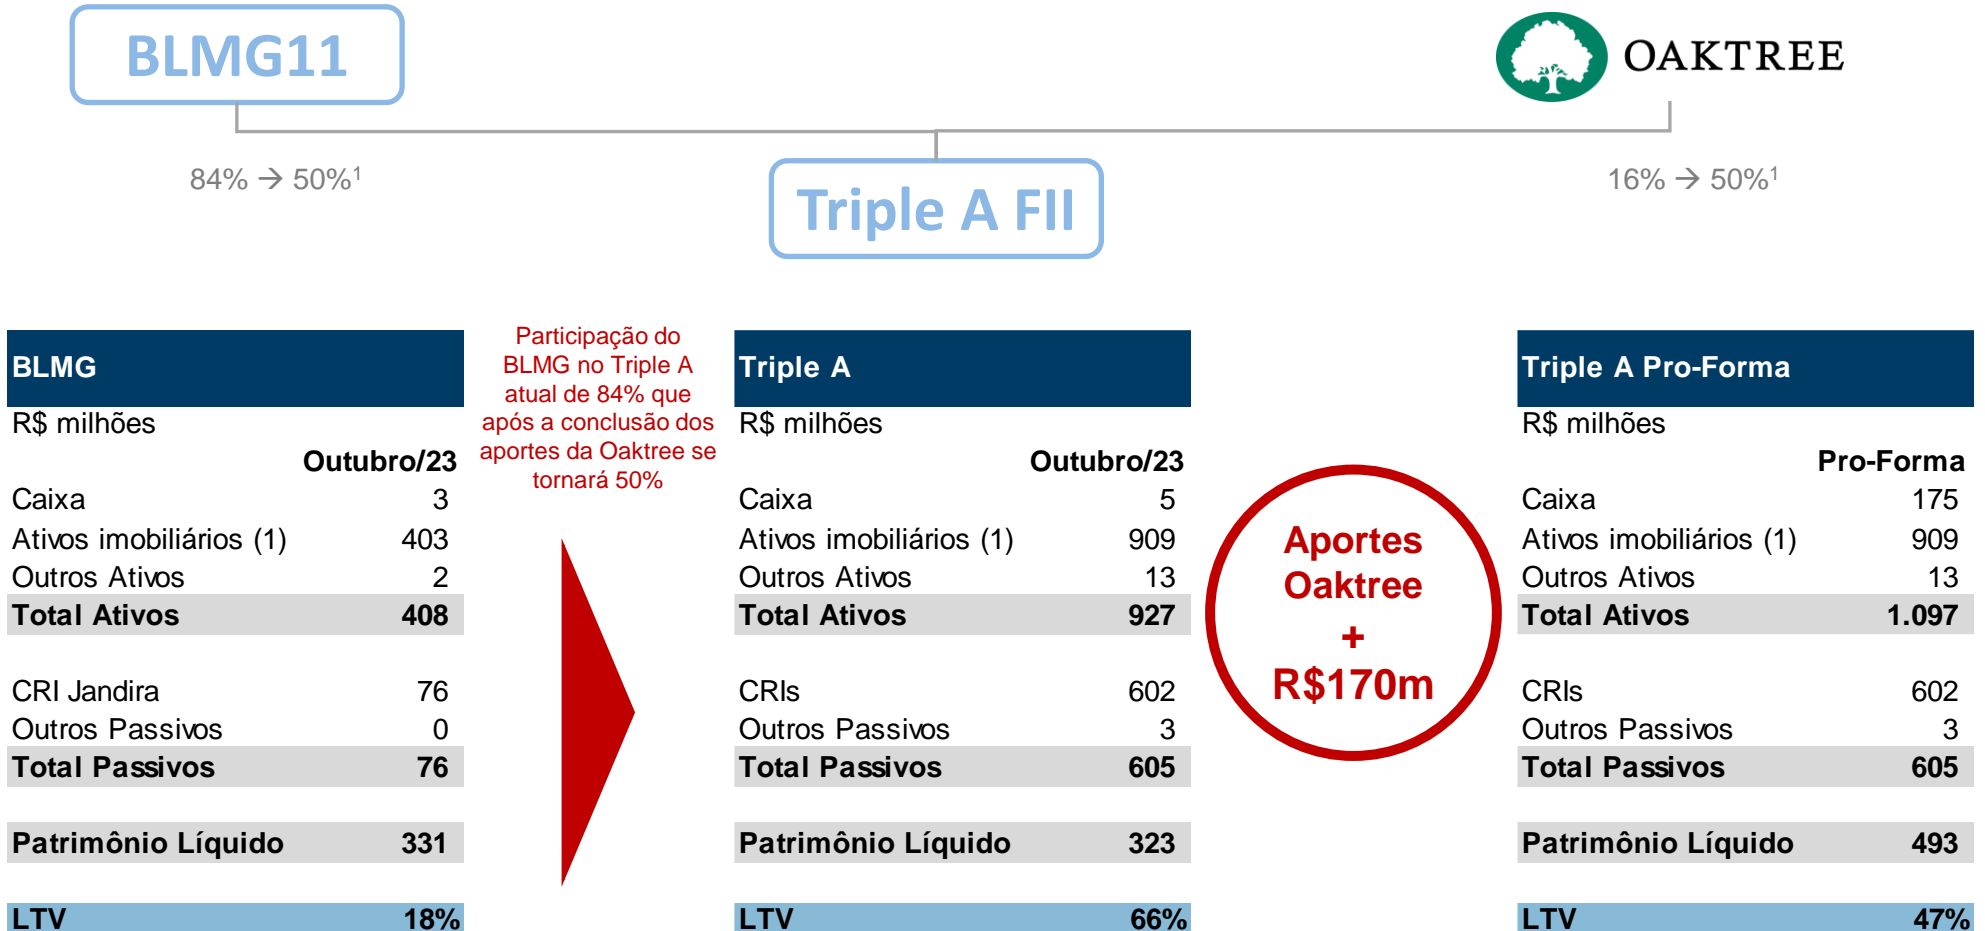 BLMG11
OAKTREE
84% → 50%¹
Triple A FII
16% → 50%¹
BLMG
R$ milhões
Outubro/23
Caixa 3
Ativos imobiliários (1) 403
Outros Ativos 2
Total Ativos 408
CRI Jandira 76
Outros Passivos 0
Total Passivos 76
Patrimônio Líquido 331
LTV 18%
Participação do
BLMG no Triple A
atual de 84% que
após a conclusão dos
aportes da Oaktree se
tornará 50%
Triple A
R$ milhões
Outubro/23
Caixa 5
Ativos imobiliários (1) 909
Outros Ativos 13
Total Ativos 927
CRIs 602
Outros Passivos 3
Total Passivos 605
Patrimônio Líquido 323
LTV 66%
Aportes
Oaktree
+
R$170m
Triple A Pro-Forma
R$ milhões
Pro-Forma
Caixa 175
Ativos imobiliários (1) 909
Outros Ativos 13
Total Ativos 1.097
CRIs 602
Outros Passivos 3
Total Passivos 605
Patrimônio Líquido 493
LTV 47%